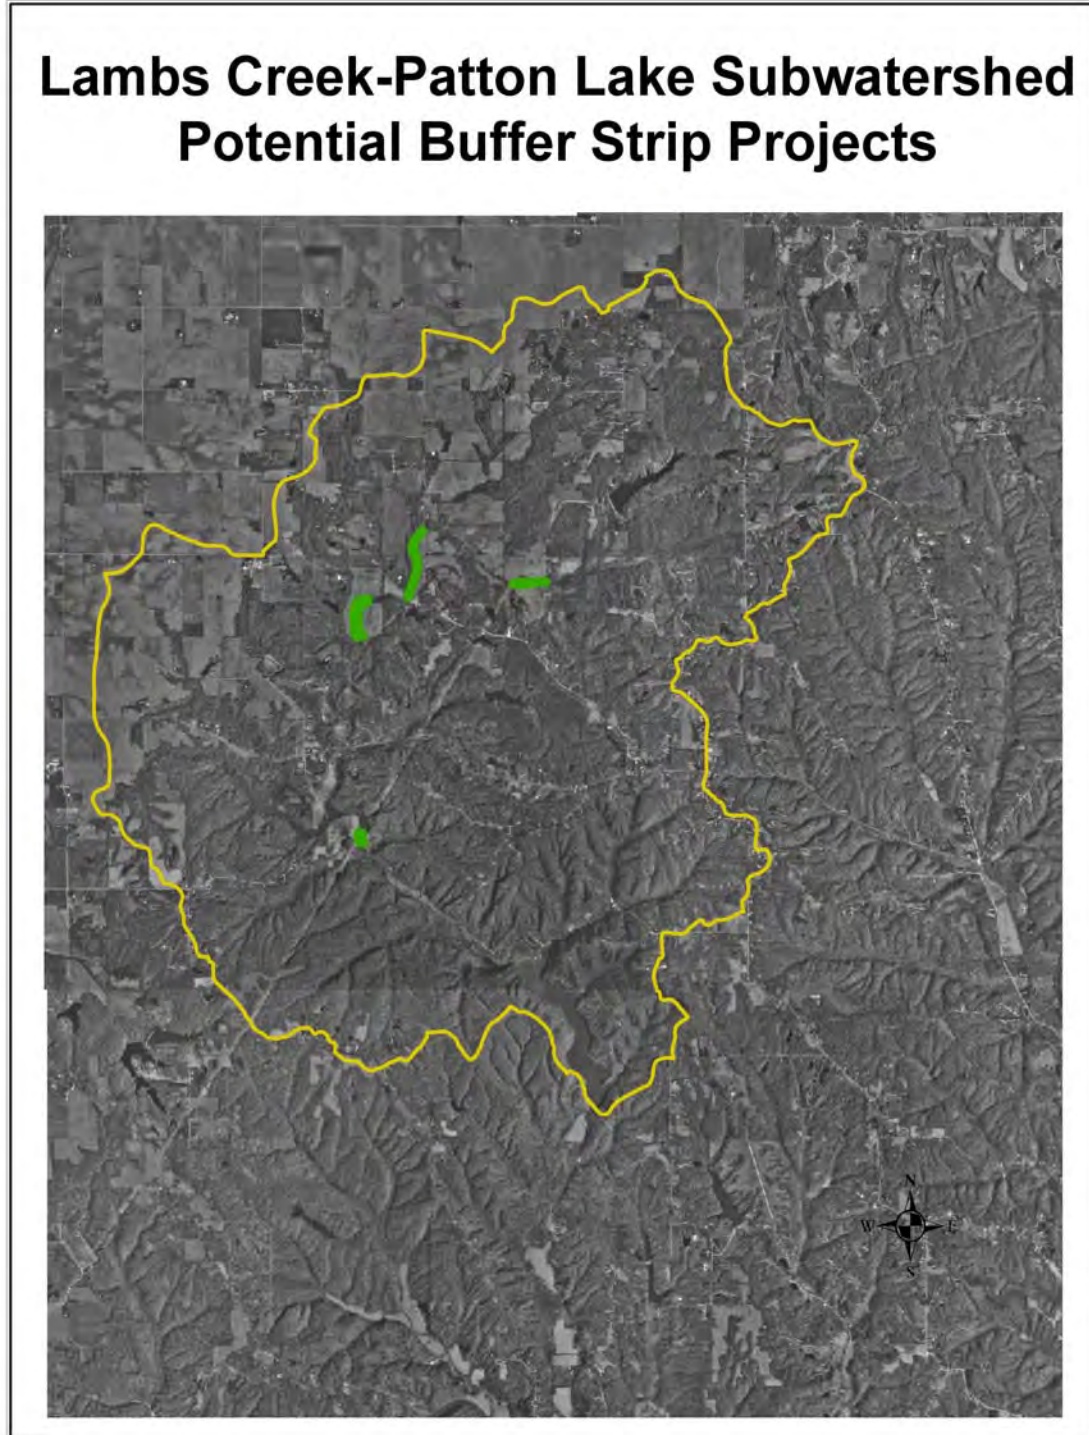 Lambs Creek-Patton Lake Subwatershed
Potential Buffer Strip Projects
N
W E
S